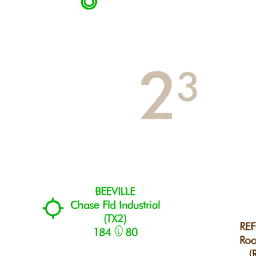 2³
BEEVILLE
Chase Fld Industrial
(TX2)
184 Ⓛ 80
REF
Roo
(R